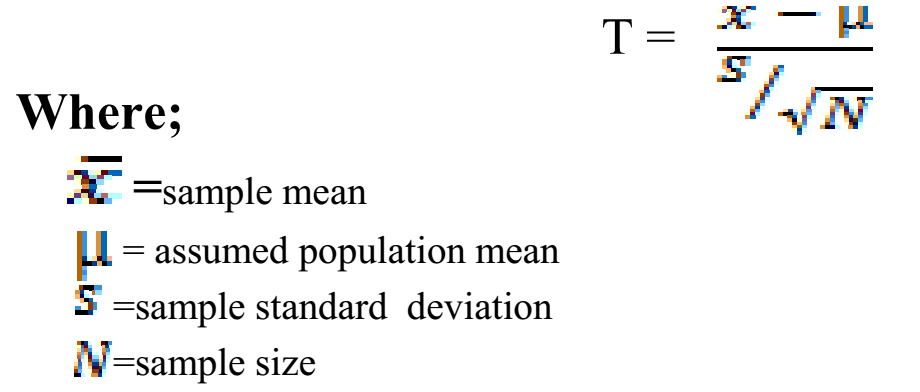 T = x − μ / s/√N
Where;
x̄ =sample mean
μ = assumed population mean
s =sample standard deviation
N=sample size